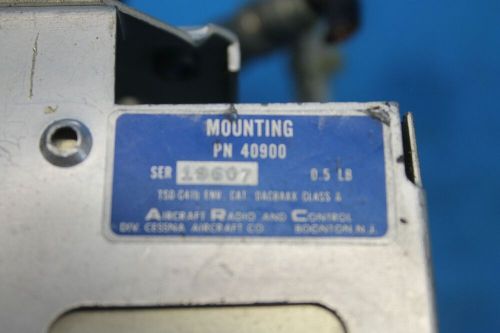 MOUNTING
PN 40900
SER 19607 0.5 LB
TSO-C41b ENV. CAT. DACBAXX CLASS A
AIRCRAFT RADIO AND CONTROL
DIV. CESSNA AIRCRAFT CO BOONTON N.J.